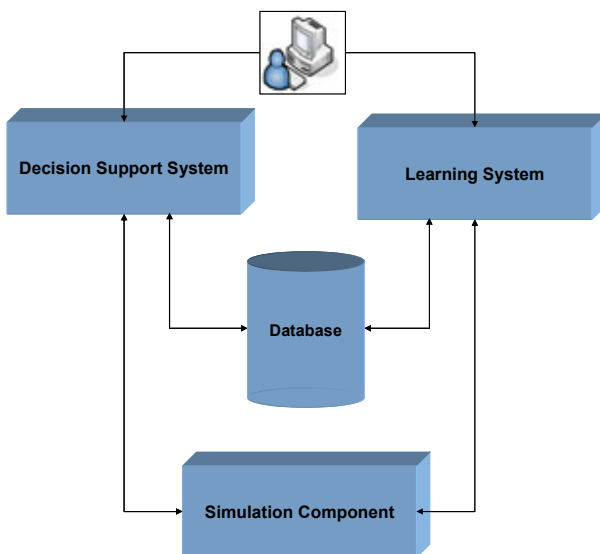 Decision Support System
Learning System
Database
Simulation Component